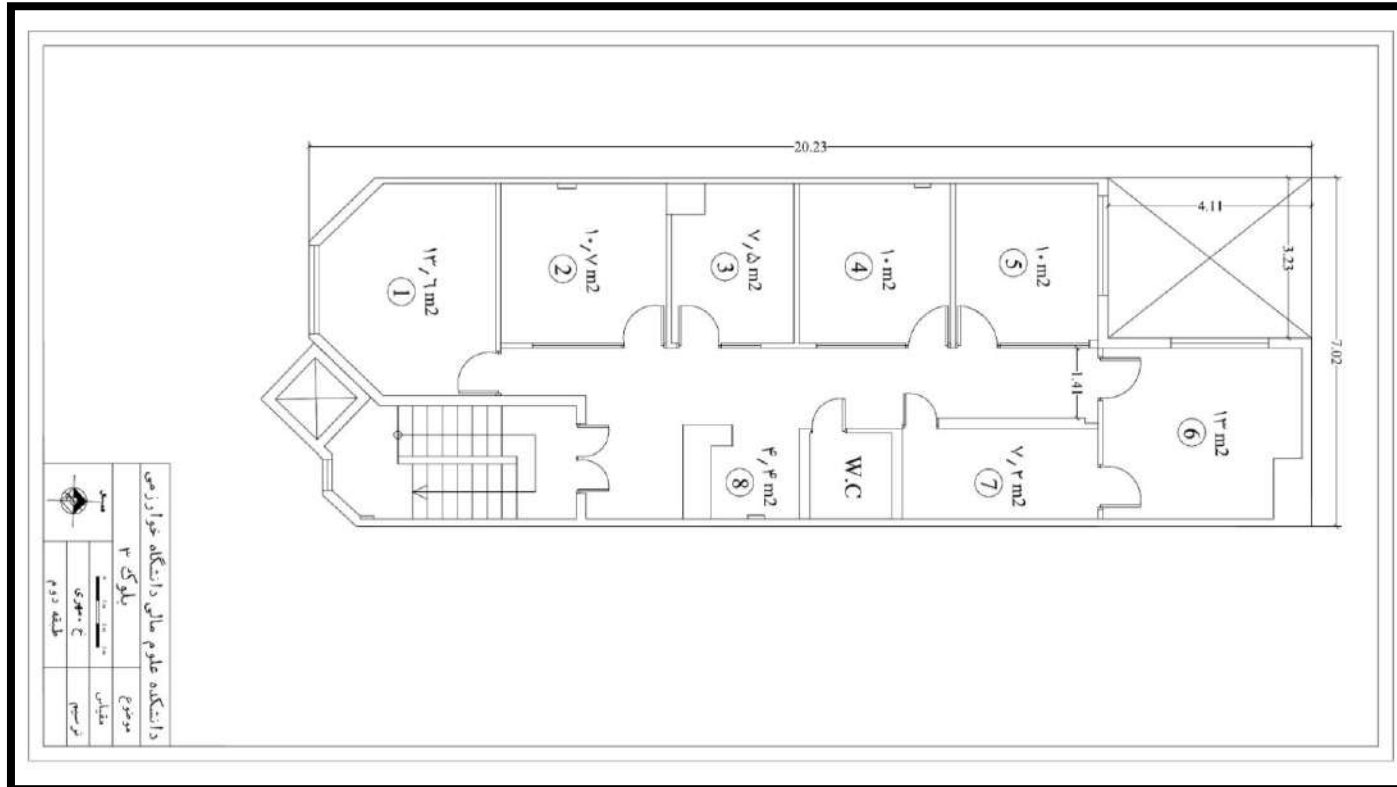 20.23
4.11
3.23
7.02
1.41
۱۳,۶ m2
1
۱۰,۷ m2
2
۷,۵ m2
3
۱۰ m2
4
۱۰ m2
5
۱۳ m2
6
۷,۲ m2
7
۴,۴ m2
8
W.C
دانشکده علوم مالی دانشگاه خوارزمی
موضوع
بلوک ۳
مقیاس
ترسیم
طبقه دوم